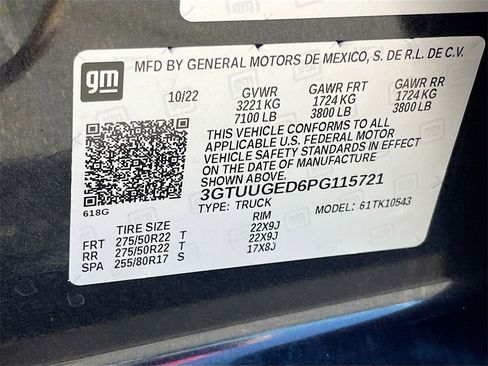 gm
MFD BY GENERAL MOTORS DE MEXICO, S. DE R.L. DE C.V.
10/22 GVWR GAWR FRT GAWR RR
3221 KG 1724 KG 1724 KG
7100 LB 3800 LB 3800 LB
THIS VEHICLE CONFORMS TO ALL
APPLICABLE U.S. FEDERAL MOTOR
VEHICLE SAFETY STANDARDS IN EFFECT
ON THE DATE OF MANUFACTURE SHOWN ABOVE.
3GTUUGED6PG115721
618G TYPE: TRUCK MODEL: 61TK10543
TIRE SIZE RIM
FRT 275/50R22 T 22X9J
RR 275/50R22 T 22X9J
SPA 255/80R17 S 17X8J